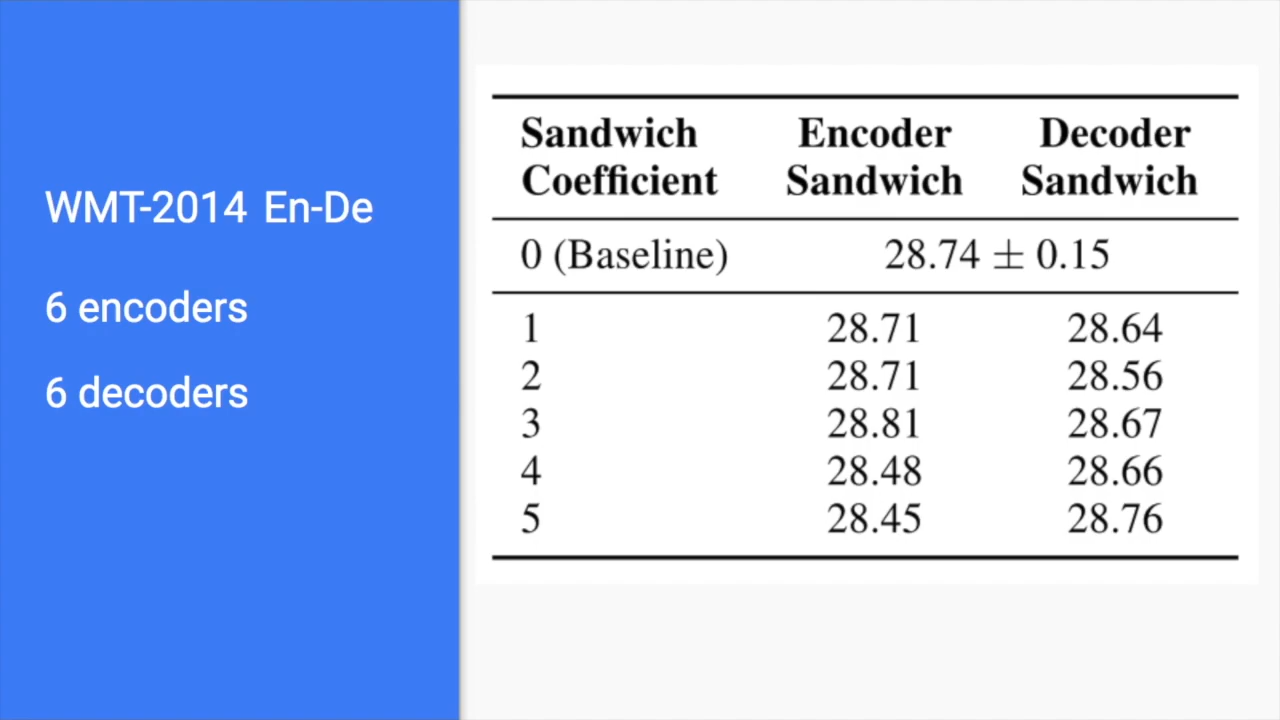 WMT-2014 En-De
6 encoders
6 decoders
Sandwich Coefficient Encoder Sandwich Decoder Sandwich
0 (Baseline) 28.74 ± 0.15
1 28.71 28.64
2 28.71 28.56
3 28.81 28.67
4 28.48 28.66
5 28.45 28.76